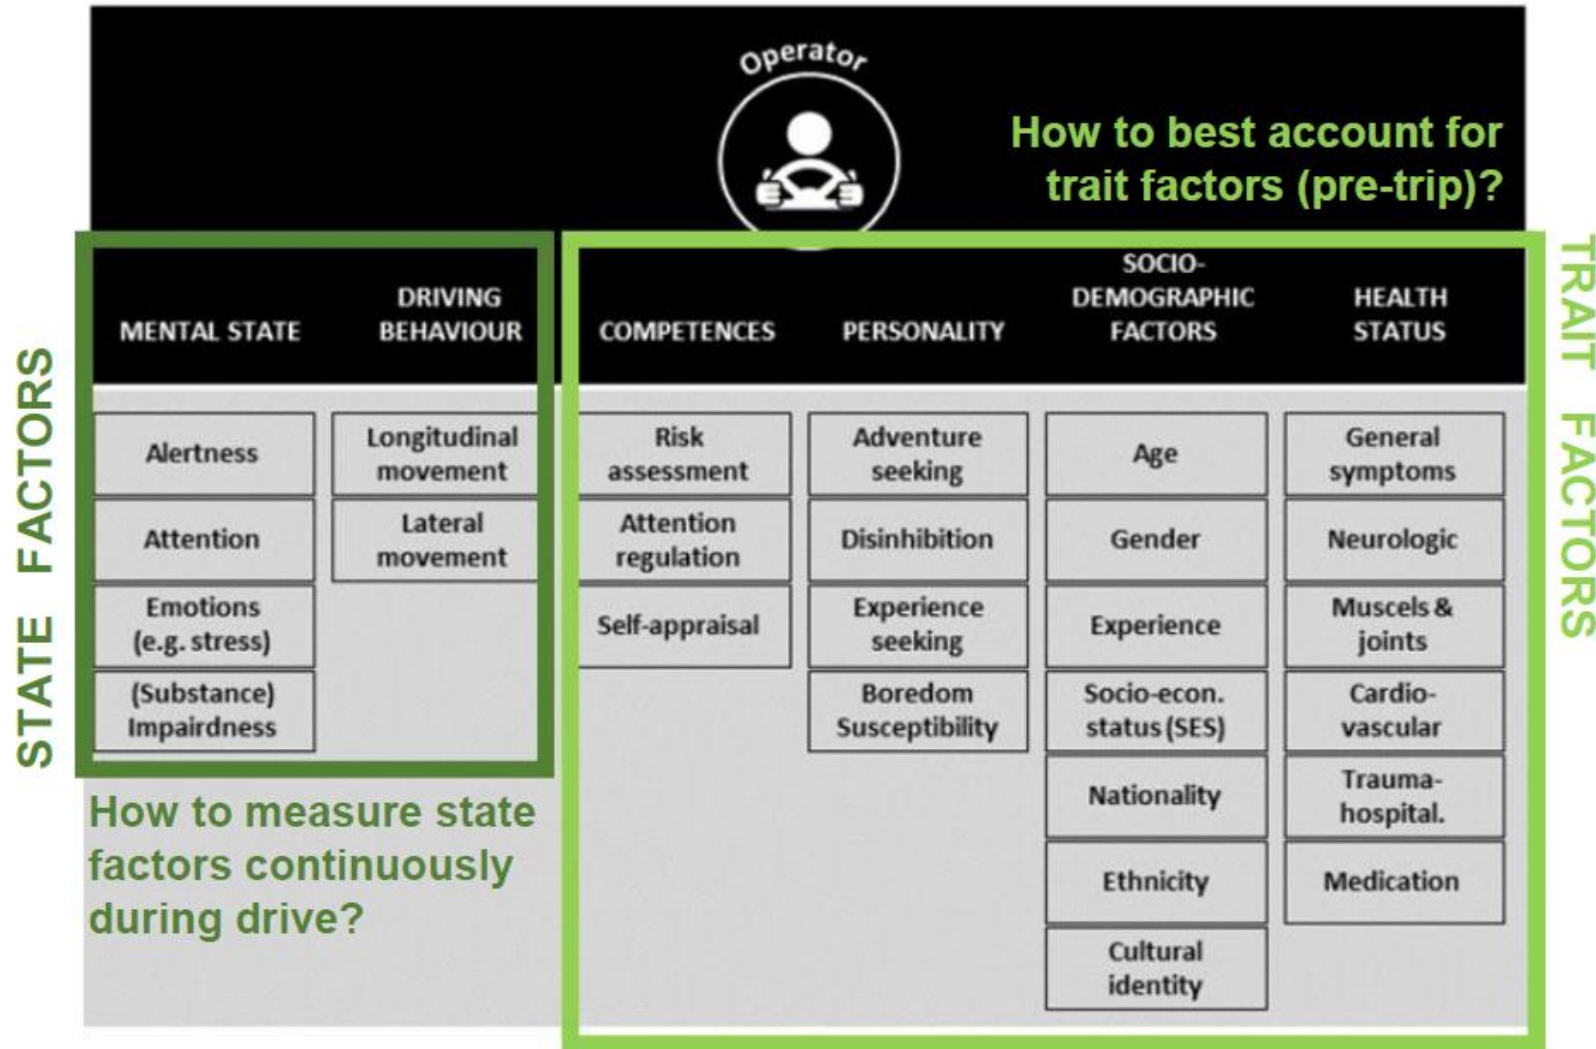 Operator
How to best account for
trait factors (pre-trip)?
STATE FACTORS
TRAIT FACTORS
MENTAL STATE
DRIVING
BEHAVIOUR
COMPETENCES
PERSONALITY
SOCIO-
DEMOGRAPHIC
FACTORS
HEALTH
STATUS
Alertness
Attention
Emotions
(e.g. stress)
(Substance)
Impairdness
Longitudinal
movement
Lateral
movement
Risk
assessment
Attention
regulation
Self-appraisal
Adventure
seeking
Disinhibition
Experience
seeking
Boredom
Susceptibility
Age
Gender
Experience
Socio-econ.
status (SES)
Nationality
Ethnicity
Cultural
identity
General
symptoms
Neurologic
Muscels &
joints
Cardio-
vascular
Trauma-
hospital.
Medication
How to measure state
factors continuously
during drive?